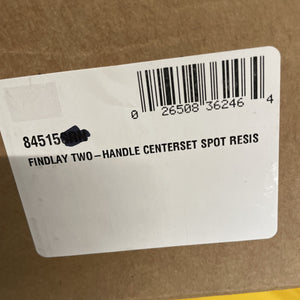 0 26508 36246 4
84515
FINDLAY TWO-HANDLE CENTERSET SPOT RESIS